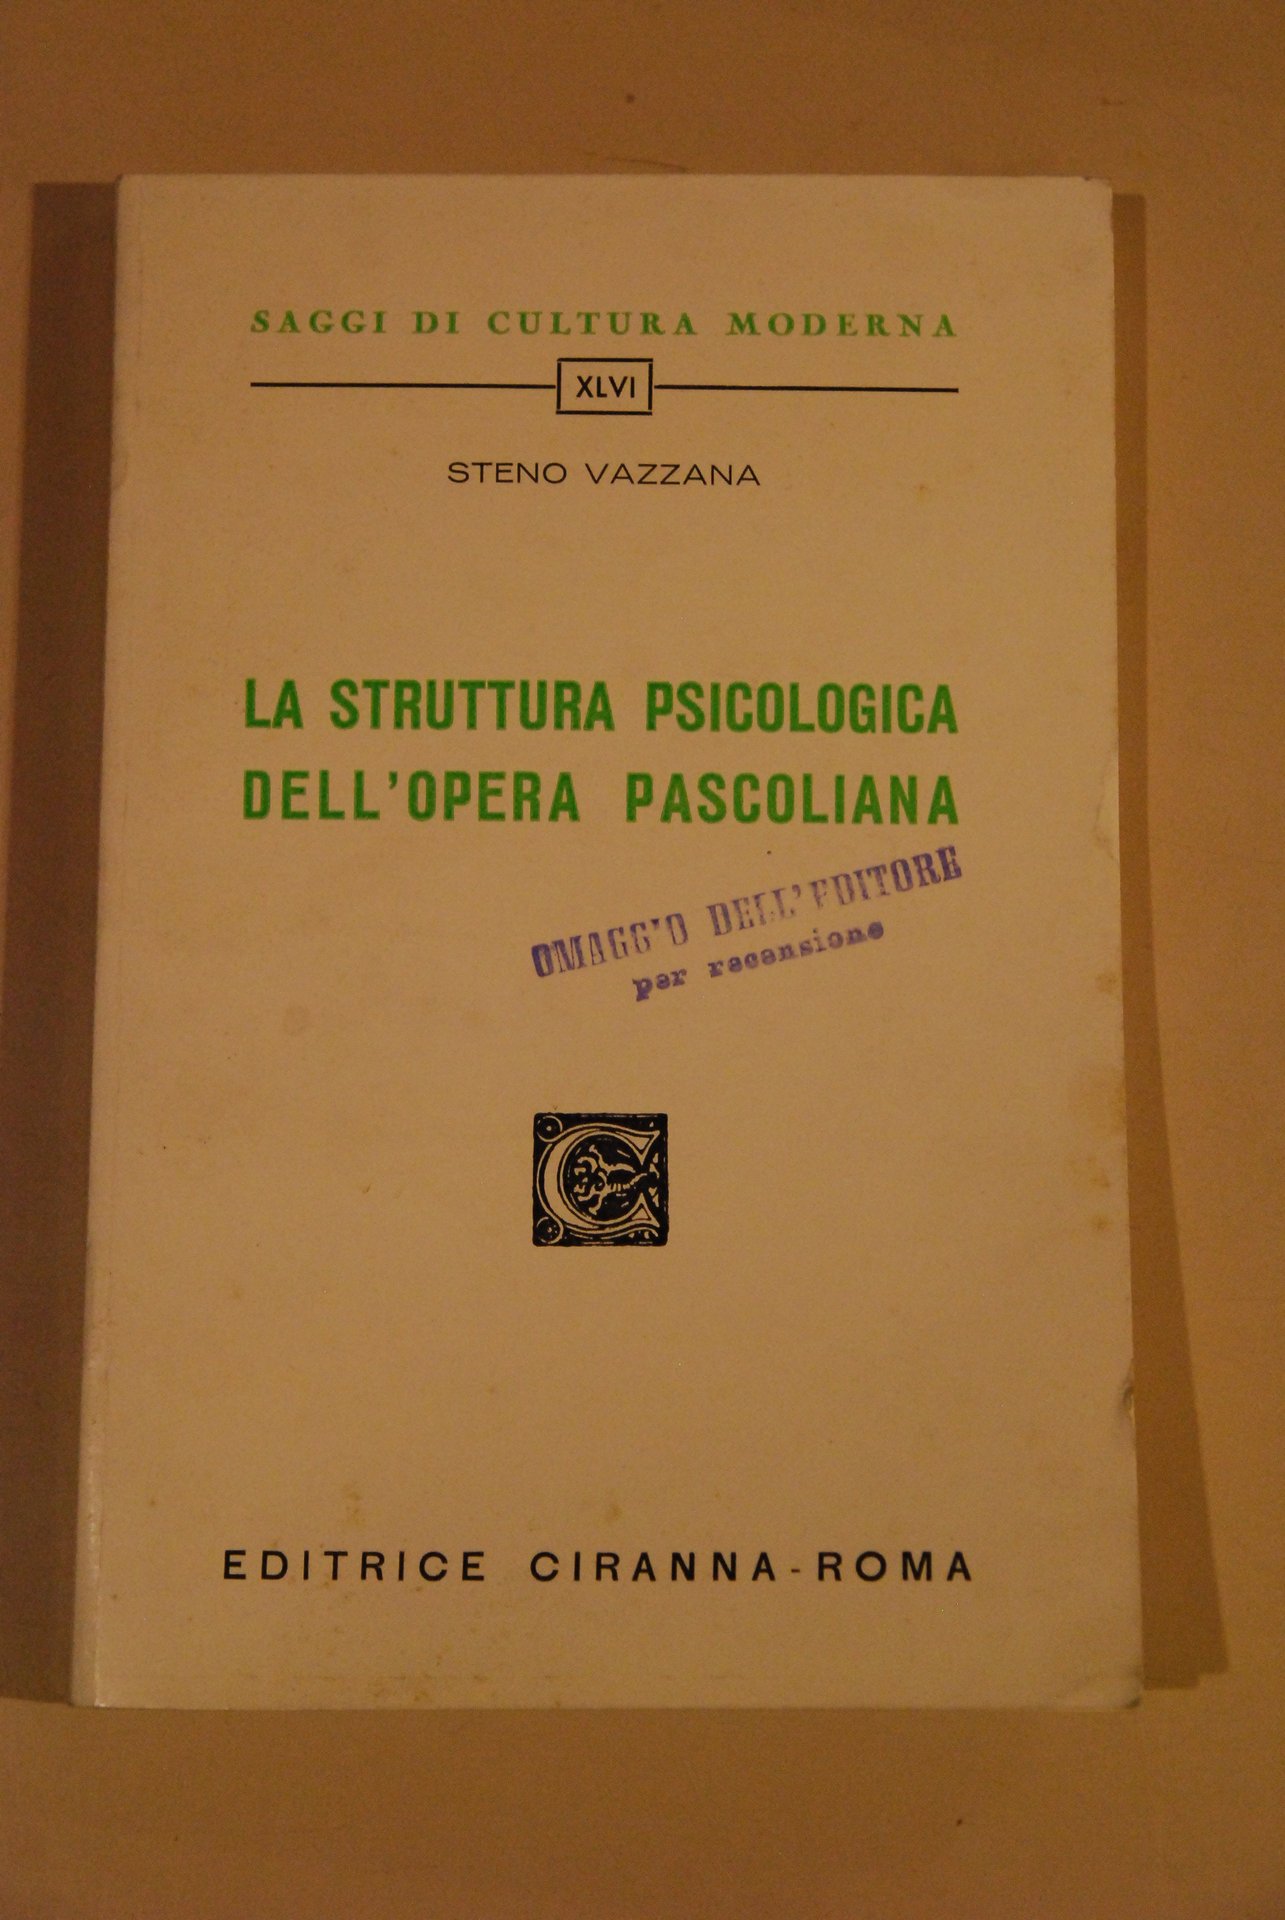 SAGGI DI CULTURA MODERNA
XLVI
STENO VAZZANA
LA STRUTTURA PSICOLOGICA
DELL'OPERA PASCOLIANA
OMAGGIO DELL'EDITORE
per recensione
C
EDITRICE CIRANNA - ROMA